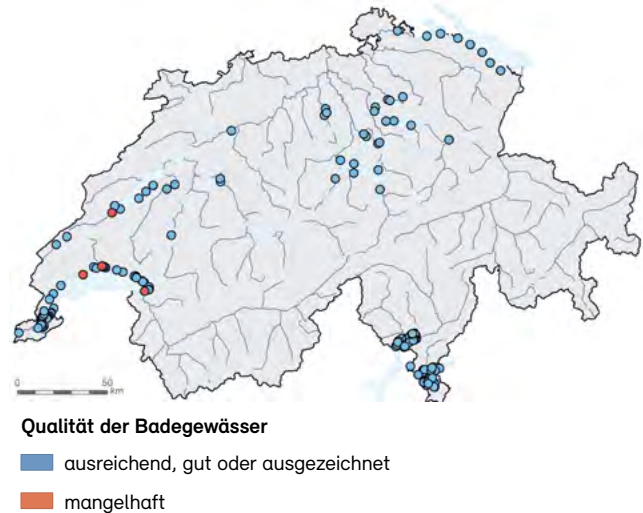 0 50
km
Qualität der Badegewässer
ausreichend, gut oder ausgezeichnet
mangelhaft